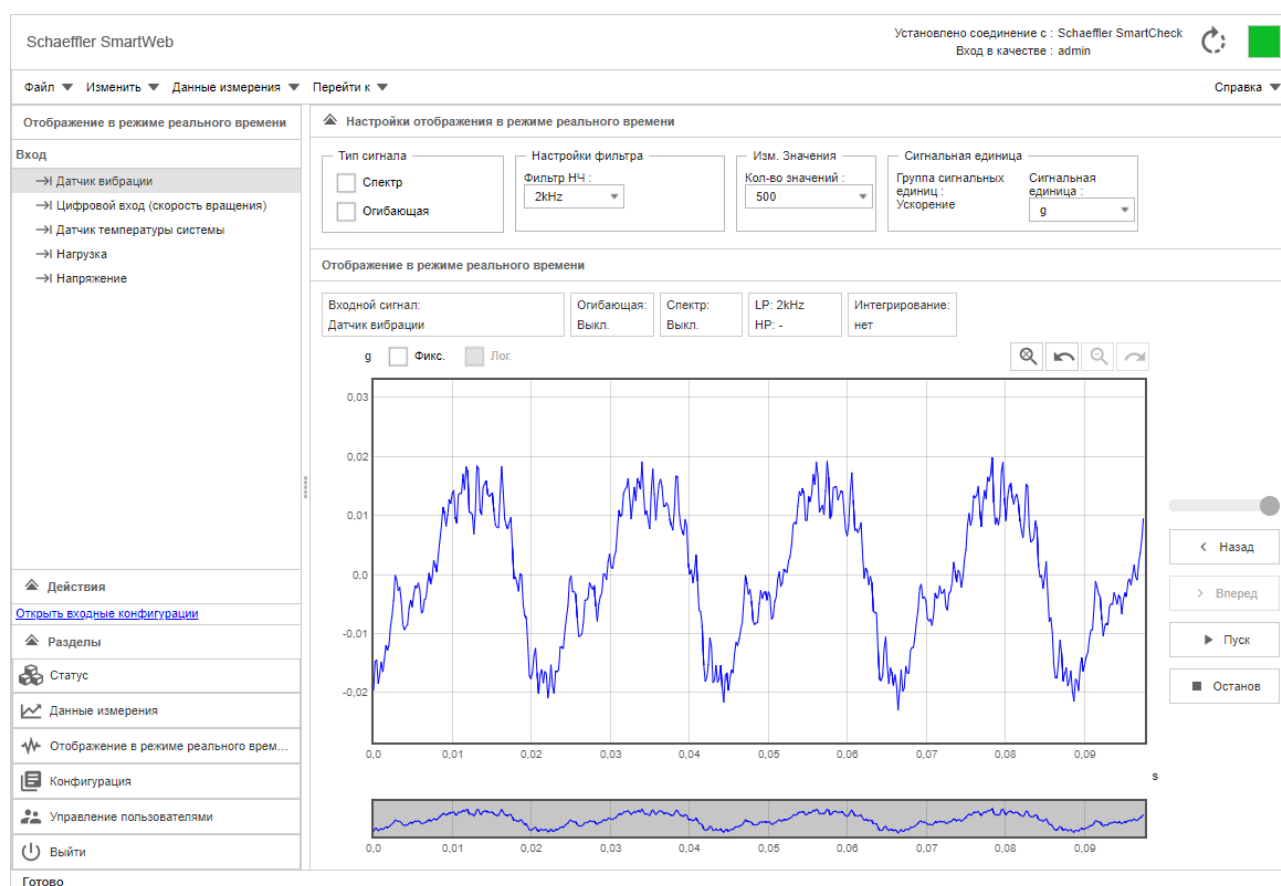 Schaeffler SmartWeb
Установлено соединение с : Schaeffler SmartCheck
Вход в качестве : admin
Файл Изменить Данные измерения Перейти к Справка
Отображение в режиме реального времени
Вход
Датчик вибрации
Цифровой вход (скорость вращения)
Датчик температуры системы
Нагрузка
Напряжение
Действия
Открыть входные конфигурации
Разделы
Статус
Данные измерения
Отображение в режиме реального врем...
Конфигурация
Управление пользователями
Выйти
Готово
Настройки отображения в режиме реального времени
Тип сигнала
Спектр
Огибающая
Настройки фильтра
Фильтр НЧ :
2kHz
Изм. Значения
Кол-во значений :
500
Сигнальная единица
Группа сигнальных
единиц :
Ускорение
Сигнальная
единица :
g
Отображение в режиме реального времени
Входной сигнал:
Датчик вибрации
Огибающая:
Выкл.
Спектр:
Выкл.
LP: 2kHz
HP: -
Интегрирование:
нет
g Фикс. Лог.
0,03
0,02
0,01
0,0
-0,01
-0,02
0,0 0,01 0,02 0,03 0,04 0,05 0,06 0,07 0,08 0,09
s
0,0 0,01 0,02 0,03 0,04 0,05 0,06 0,07 0,08 0,09
Назад
Вперед
Пуск
Останов